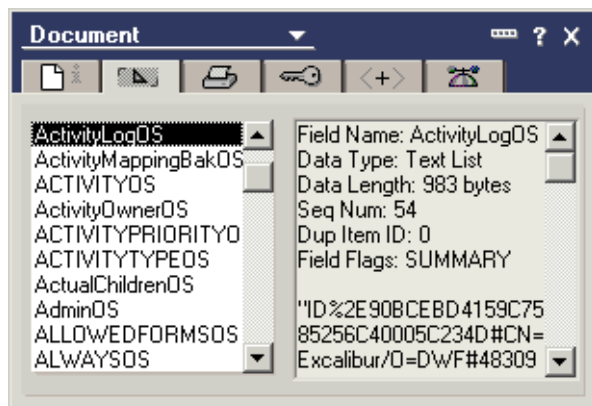 Document
? X
<+>
ActivityLogOS
ActivityMappingBakOS
ACTIVITYOS
ActivityOwnerOS
ACTIVITYPRIORITYO
ACTIVITYTYPEOS
ActualChildrenOS
AdminOS
ALLOWEDFORMSOS
ALWAYSOS
Field Name: ActivityLogOS
Data Type: Text List
Data Length: 983 bytes
Seq Num: 54
Dup Item ID: 0
Field Flags: SUMMARY
"ID%2E90BCEBD4159C75
85256C40005C234D#CN=
Excalibur/O=DWF#48309